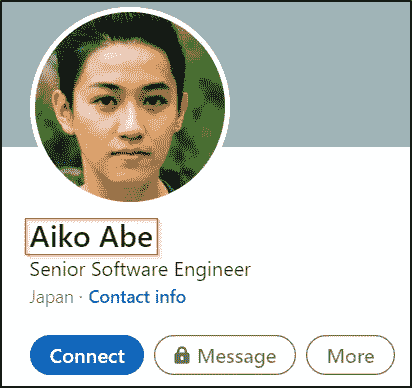 Aiko Abe
Senior Software Engineer
Japan · Contact info
Connect
Message
More